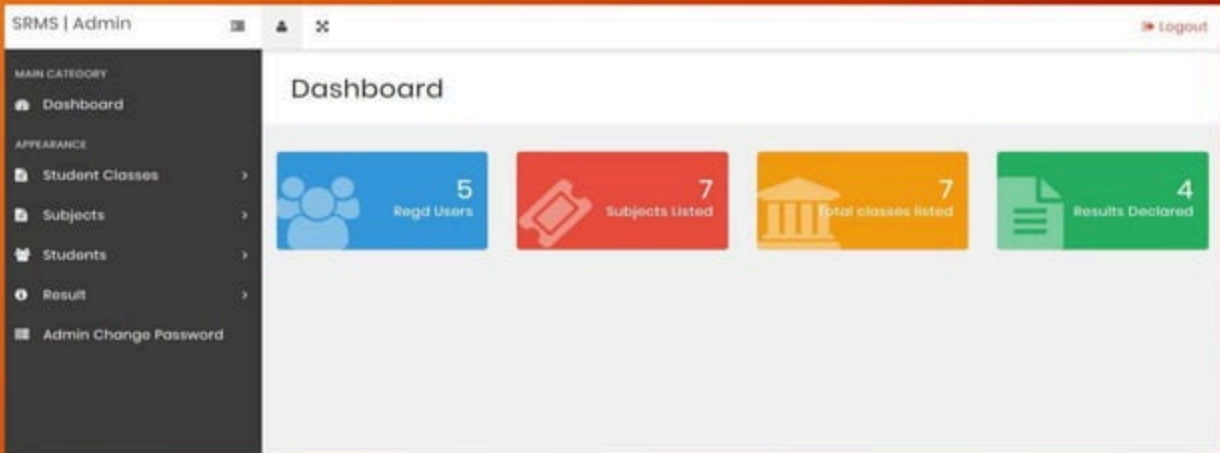 SRMS | Admin
Logout
MAIN CATEGORY
Dashboard
APPEARANCE
Student Classes
Subjects
Students
Result
Admin Change Password
Dashboard
5
Regd Users
7
Subjects Listed
7
Total classes listed
4
Results Declared